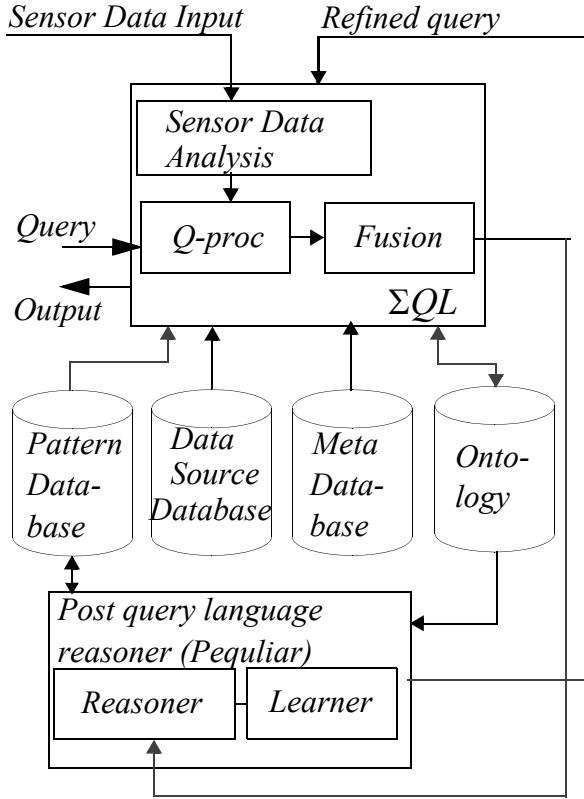 Sensor Data Input
Refined query
Sensor Data
Analysis
Query
Q-proc
Fusion
Output
ΣQL
Pattern
Data-
base
Data
Source
Database
Meta
Data-
base
Onto-
logy
Post query language
reasoner (Pequliar)
Reasoner
Learner